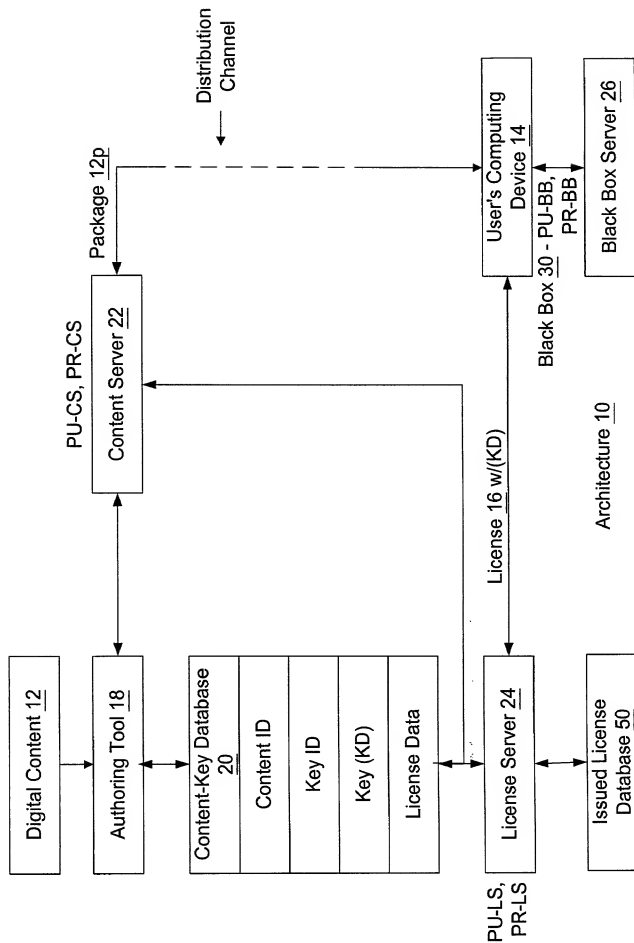 Digital Content 12
Authoring Tool 18
Content-Key Database
20
Content ID
Key ID
Key (KD)
License Data
PU-LS,
PR-LS
License Server 24
Issued License
Database 50
PU-CS, PR-CS
Content Server 22
Package 12p
Distribution
Channel
License 16 w/(KD)
User's Computing
Device 14
Black Box 30 - PU-BB,
PR-BB
Black Box Server 26
Architecture 10